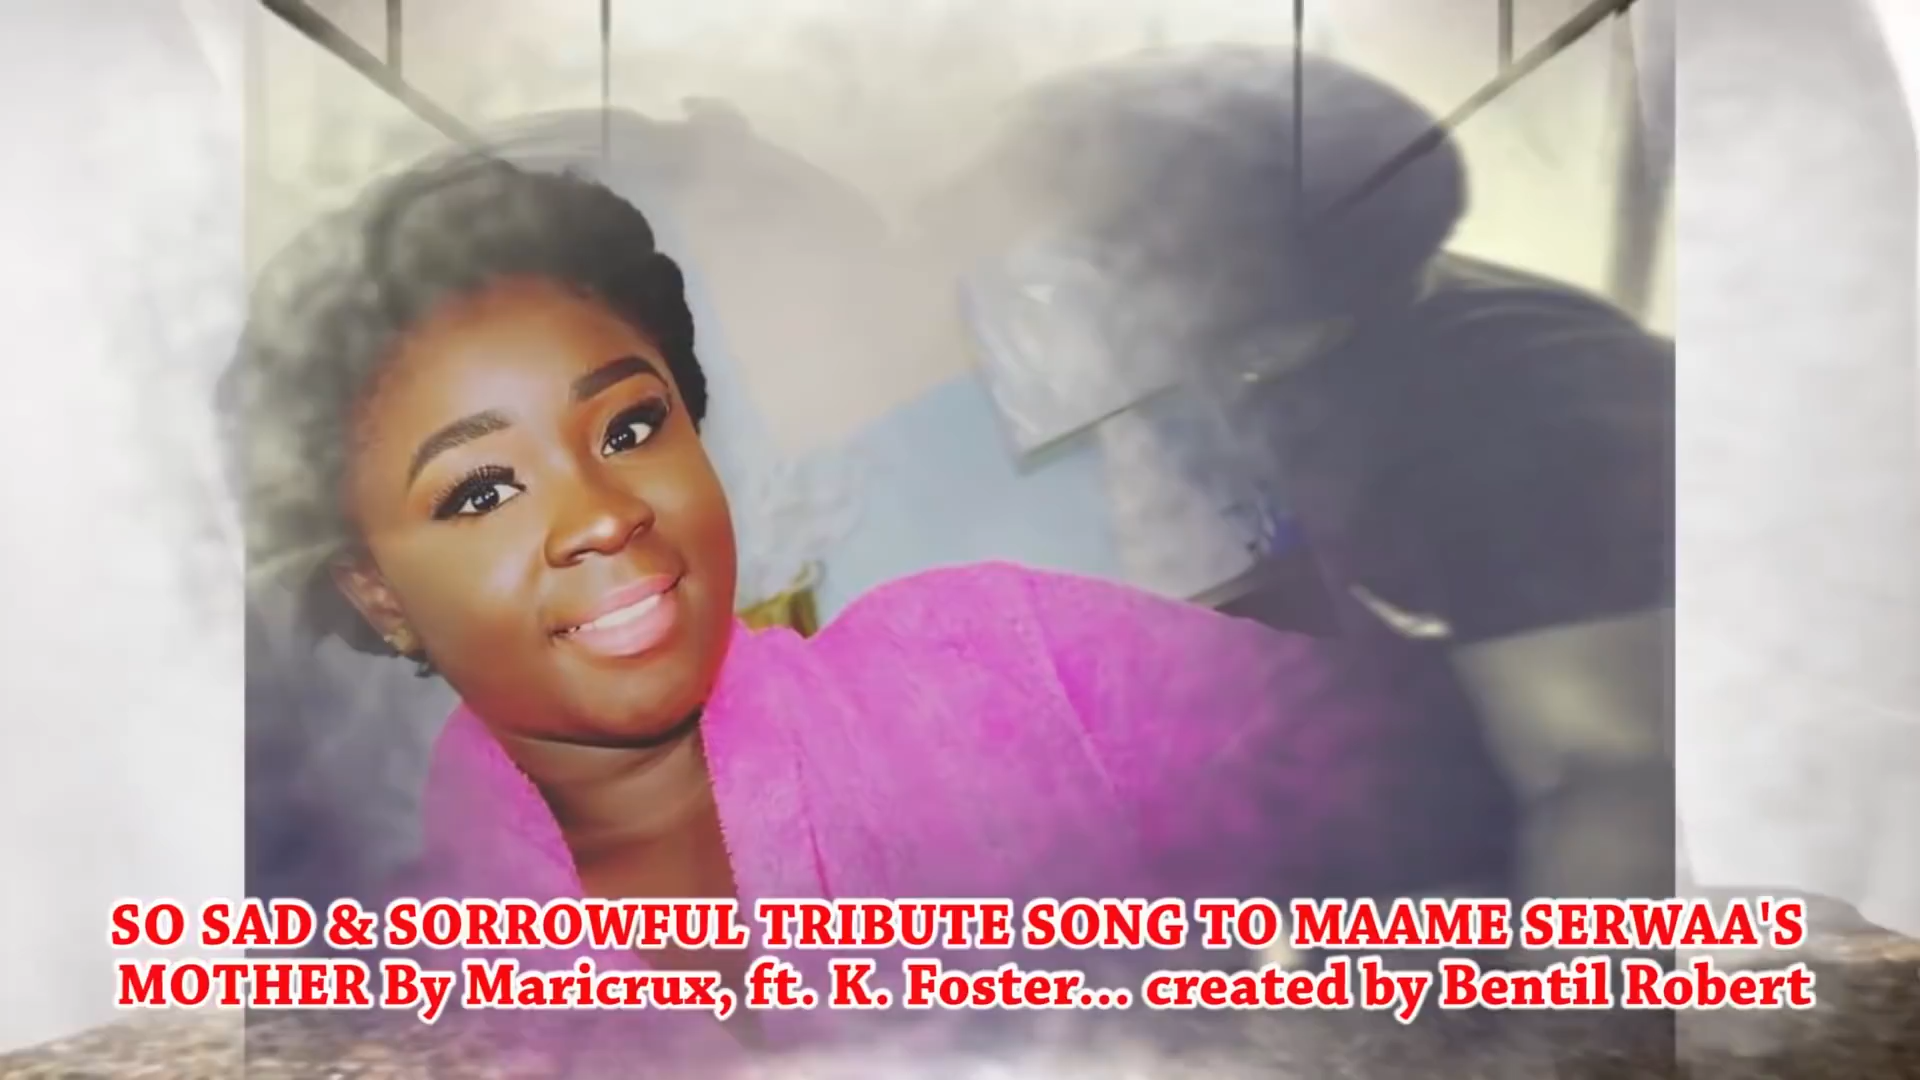 SO SAD & SORROWFUL TRIBUTE SONG TO MAAME SERWAA'S
MOTHER By Maricrux, ft. K. Foster... created by Bentil Robert